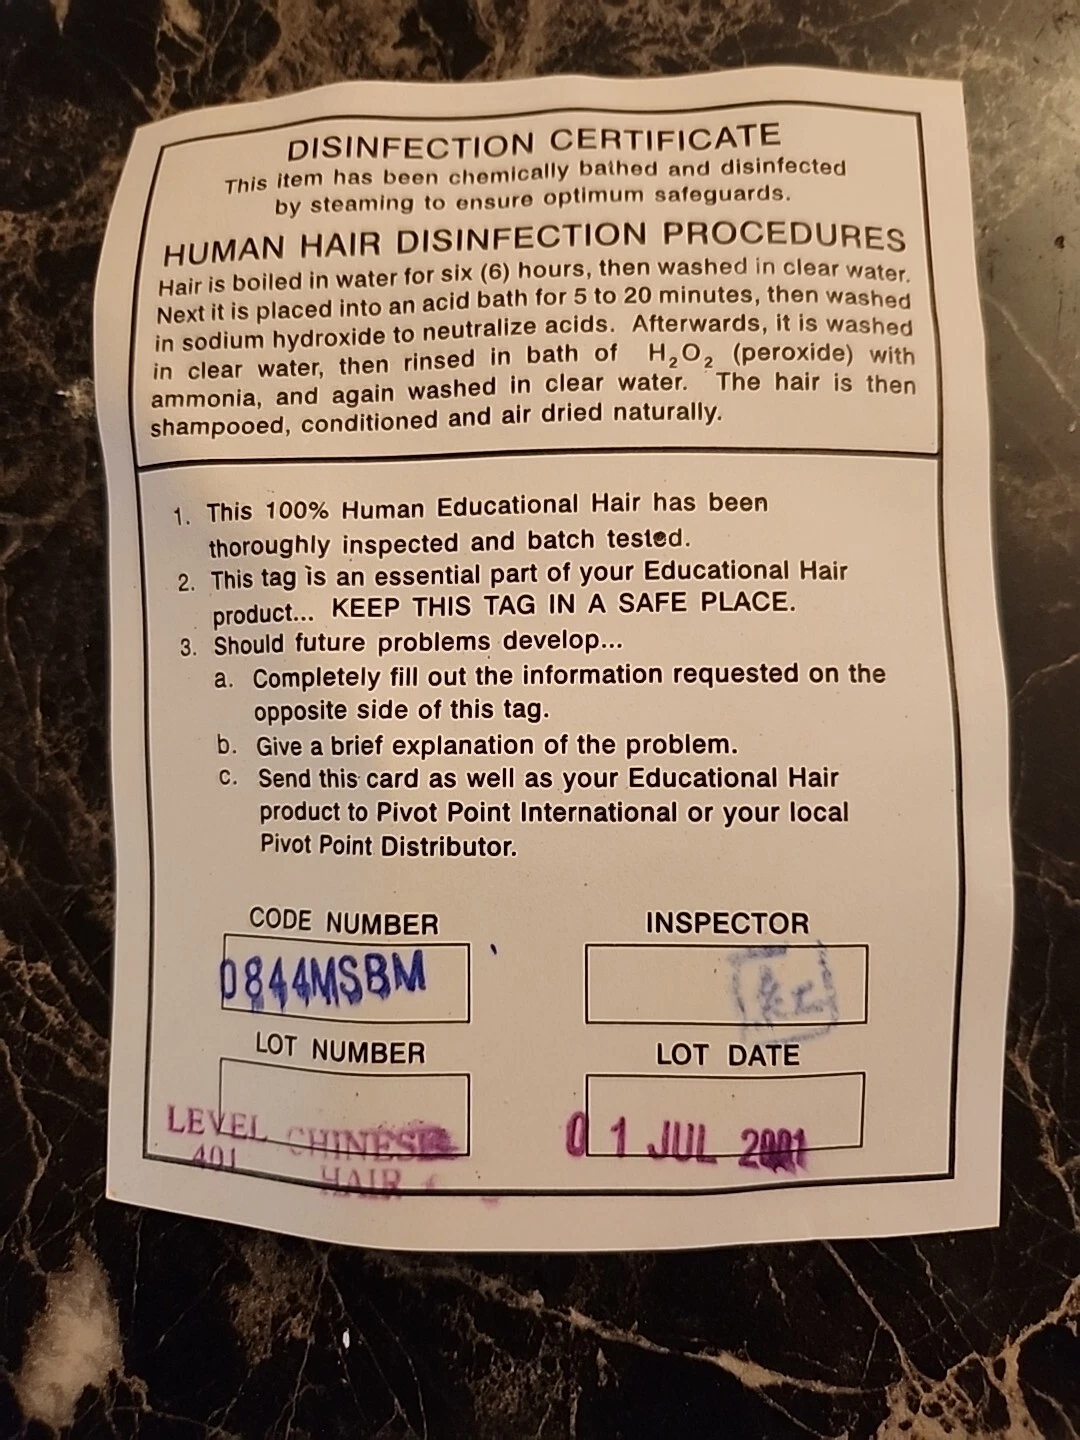 DISINFECTION CERTIFICATE
This item has been chemically bathed and disinfected
by steaming to ensure optimum safeguards.
HUMAN HAIR DISINFECTION PROCEDURES
Hair is boiled in water for six (6) hours, then washed in clear water.
Next it is placed into an acid bath for 5 to 20 minutes, then washed
in sodium hydroxide to neutralize acids. Afterwards, it is washed
in clear water, then rinsed in bath of H₂O₂ (peroxide) with
ammonia, and again washed in clear water. The hair is then
shampooed, conditioned and air dried naturally.
1. This 100% Human Educational Hair has been
thoroughly inspected and batch tested.
2. This tag is an essential part of your Educational Hair
product... KEEP THIS TAG IN A SAFE PLACE.
3. Should future problems develop...
a. Completely fill out the information requested on the
opposite side of this tag.
b. Give a brief explanation of the problem.
c. Send this card as well as your Educational Hair
product to Pivot Point International or your local
Pivot Point Distributor.
CODE NUMBER INSPECTOR
0844MSBM
LOT NUMBER LOT DATE
LEVEL CHINESE 01 JUL 2001
401 HAIR